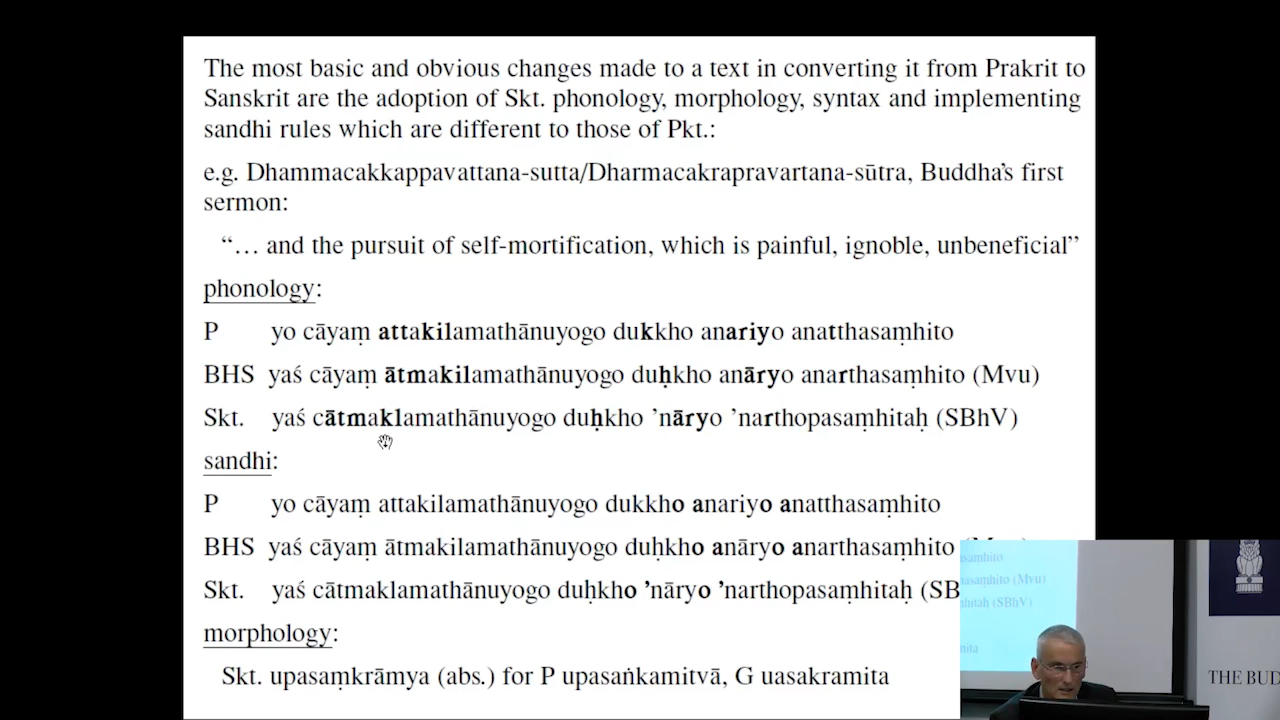 The most basic and obvious changes made to a text in converting it from Prakrit to
Sanskrit are the adoption of Skt. phonology, morphology, syntax and implementing
sandhi rules which are different to those of Pkt.:
e.g. Dhammacakkappavattana-sutta/Dharmacakrapravartana-sūtra, Buddha's first
sermon:
“… and the pursuit of self-mortification, which is painful, ignoble, unbeneficial”
phonology:
P yo cāyaṃ attakilamathānuyogo dukkho anariyo anatthasaṃhito
BHS yaś cāyaṃ ātmakilamathānuyogo duḥkho anāryo anarthasaṃhito (Mvu)
Skt. yaś cātmaklamathānuyogo duḥkho ’nāryo ’narthopasaṃhitaḥ (SBhV)
sandhi:
P yo cāyaṃ attakilamathānuyogo dukkho anariyo anatthasaṃhito
BHS yaś cāyaṃ ātmakilamathānuyogo duḥkho anāryo anarthasaṃhito
Skt. yaś cātmaklamathānuyogo duḥkho ’nāryo ’narthopasaṃhitaḥ (SB
morphology:
Skt. upasaṃkrāmya (abs.) for P upasaṅkamitvā, G uasakramita
(Mvu)
(SBhV)
THE BUD